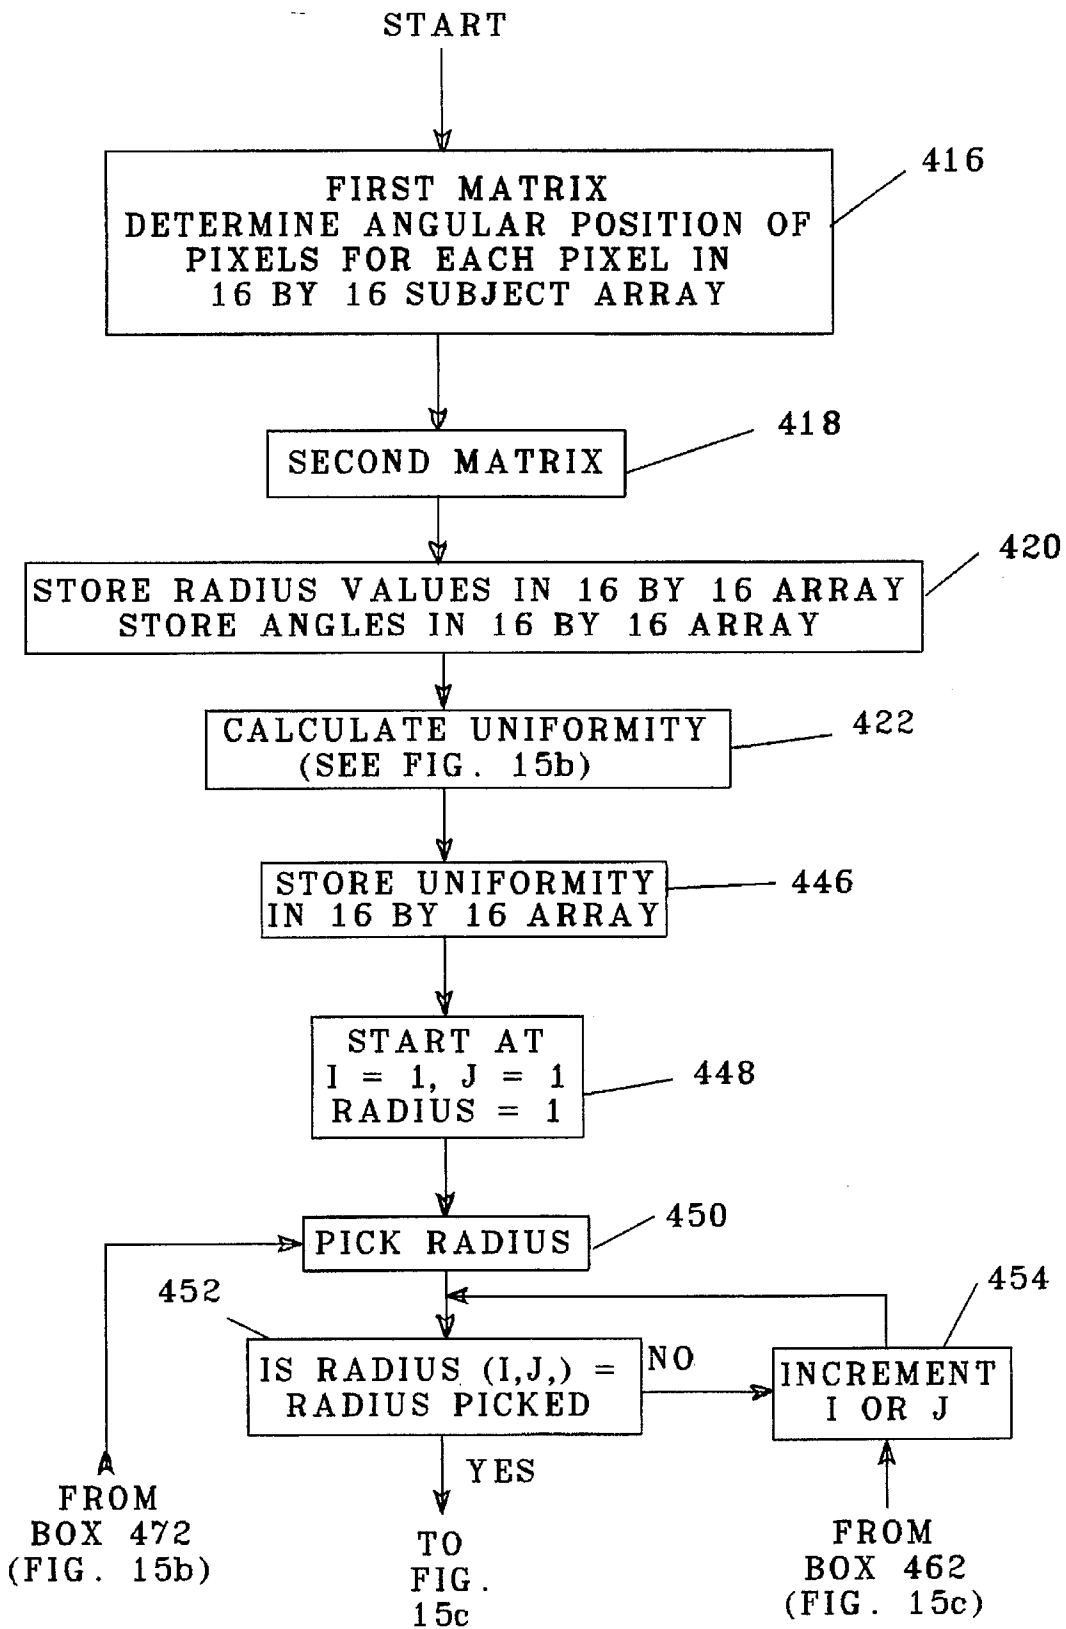 START
416
FIRST MATRIX
DETERMINE ANGULAR POSITION OF
PIXELS FOR EACH PIXEL IN
16 BY 16 SUBJECT ARRAY
418
SECOND MATRIX
420
STORE RADIUS VALUES IN 16 BY 16 ARRAY
STORE ANGLES IN 16 BY 16 ARRAY
422
CALCULATE UNIFORMITY
(SEE FIG. 15b)
446
STORE UNIFORMITY
IN 16 BY 16 ARRAY
448
START AT
I = 1, J = 1
RADIUS = 1
450
PICK RADIUS
452
454
IS RADIUS (I,J,) =
RADIUS PICKED
NO
INCREMENT
I OR J
YES
FROM
BOX 472
(FIG. 15b)
TO
FIG.
15c
FROM
BOX 462
(FIG. 15c)